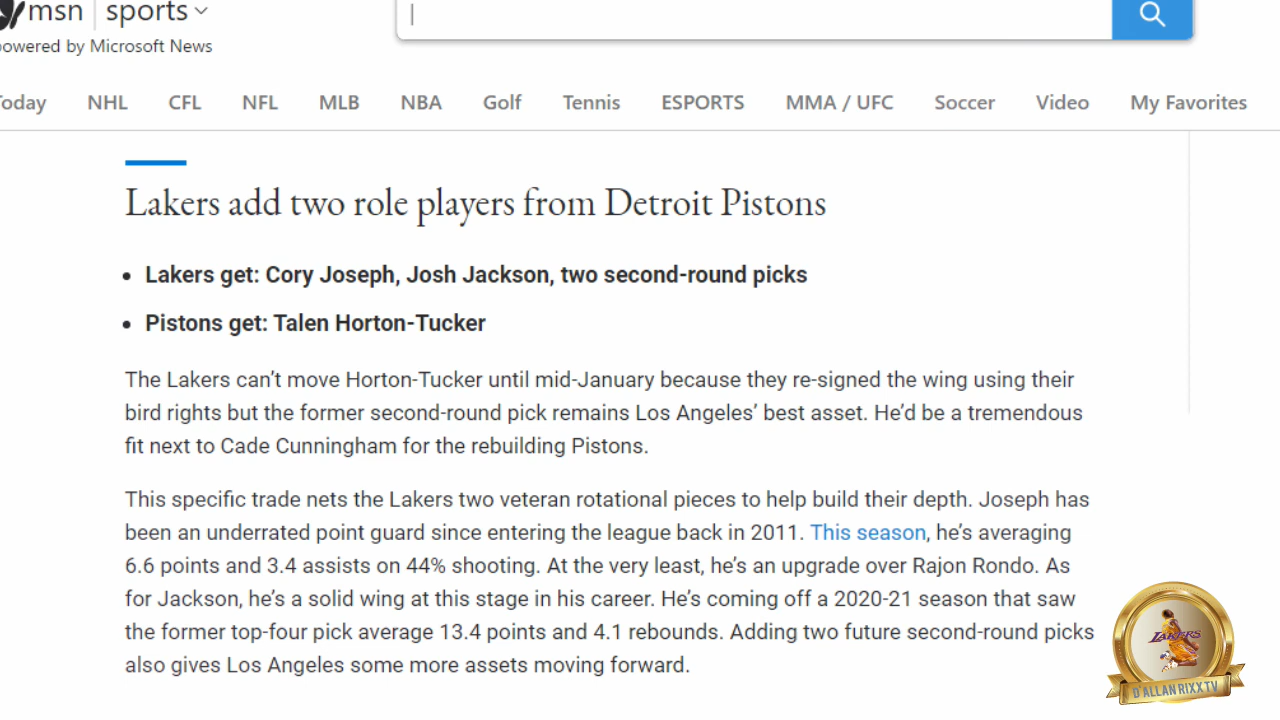 msn sports
powered by Microsoft News
Today NHL CFL NFL MLB NBA Golf Tennis ESPORTS MMA / UFC Soccer Video My Favorites
Lakers add two role players from Detroit Pistons
• Lakers get: Cory Joseph, Josh Jackson, two second-round picks
• Pistons get: Talen Horton-Tucker
The Lakers can’t move Horton-Tucker until mid-January because they re-signed the wing using their
bird rights but the former second-round pick remains Los Angeles’ best asset. He’d be a tremendous
fit next to Cade Cunningham for the rebuilding Pistons.
This specific trade nets the Lakers two veteran rotational pieces to help build their depth. Joseph has
been an underrated point guard since entering the league back in 2011. This season, he’s averaging
6.6 points and 3.4 assists on 44% shooting. At the very least, he’s an upgrade over Rajon Rondo. As
for Jackson, he’s a solid wing at this stage in his career. He’s coming off a 2020-21 season that saw
the former top-four pick average 13.4 points and 4.1 rebounds. Adding two future second-round picks
also gives Los Angeles some more assets moving forward.
LAKERS
D'ALLAN RIXX TV